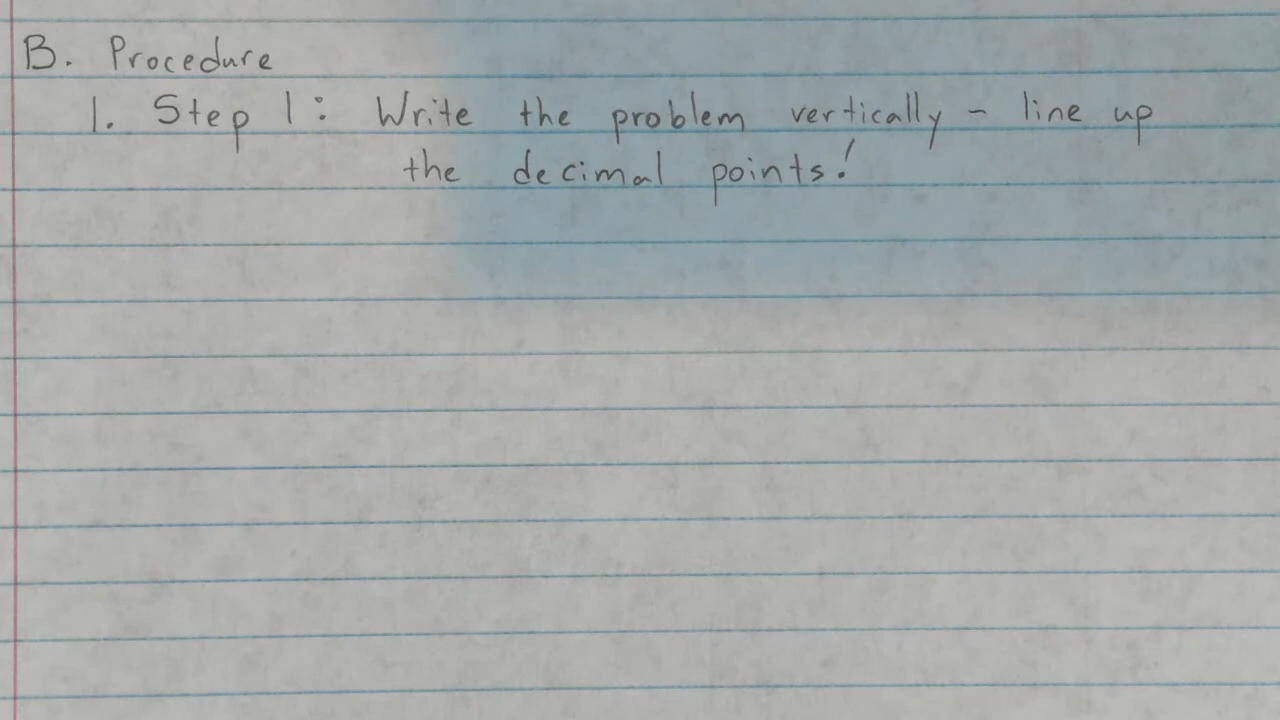 B. Procedure
1. Step 1: Write the problem vertically - line up
the decimal points!